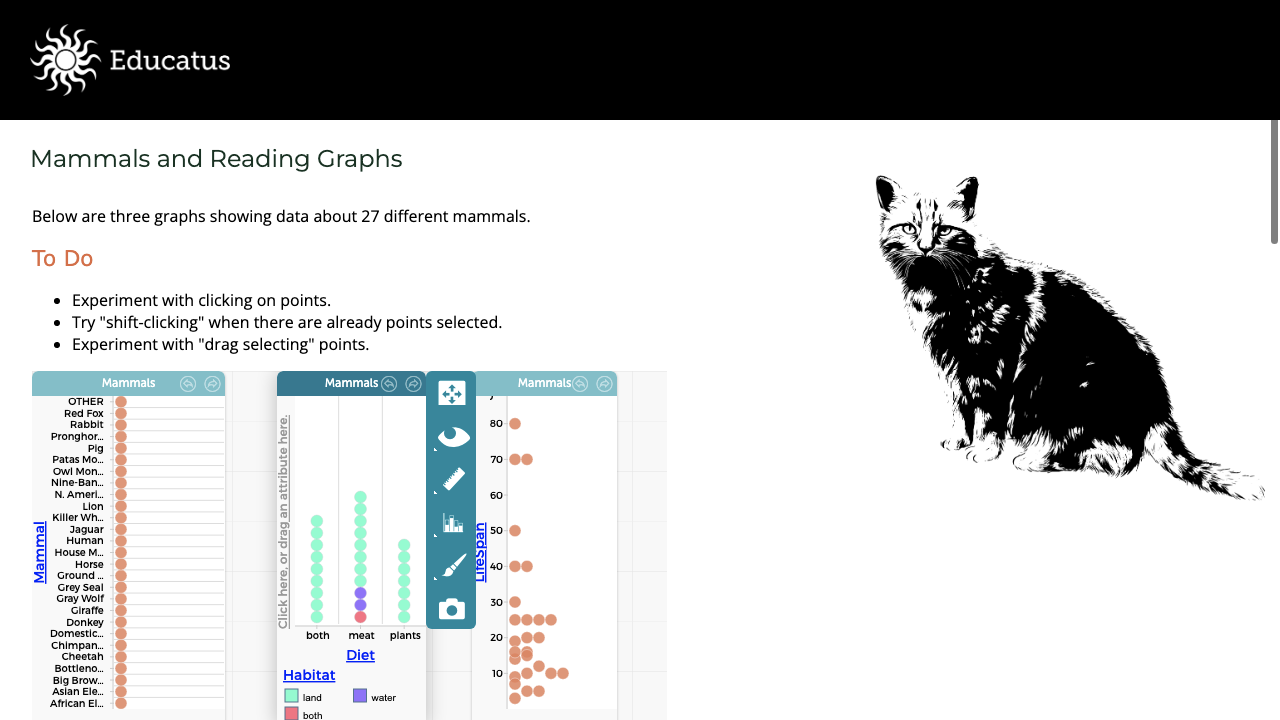 Educatus
Mammals and Reading Graphs
Below are three graphs showing data about 27 different mammals.
To Do
Experiment with clicking on points.
Try "shift-clicking" when there are already points selected.
Experiment with "drag selecting" points.
Mammals
OTHER
Red Fox
Rabbit
Pronghor...
Pig
Patas Mo...
Owl Mon...
Nine-Ban...
N. Ameri...
Lion
Killer Wh...
Jaguar
Human
House M...
Horse
Ground ...
Grey Seal
Gray Wolf
Giraffe
Donkey
Domestic...
Chimpan...
Cheetah
Bottleno...
Big Brow...
Asian Ele...
African El...
Mammal
Mammals
Click here, or drag an attribute here.
both meat plants
Diet
Habitat
land water
both
Mammals
80
70
60
50
40
30
20
10
LifeSpan